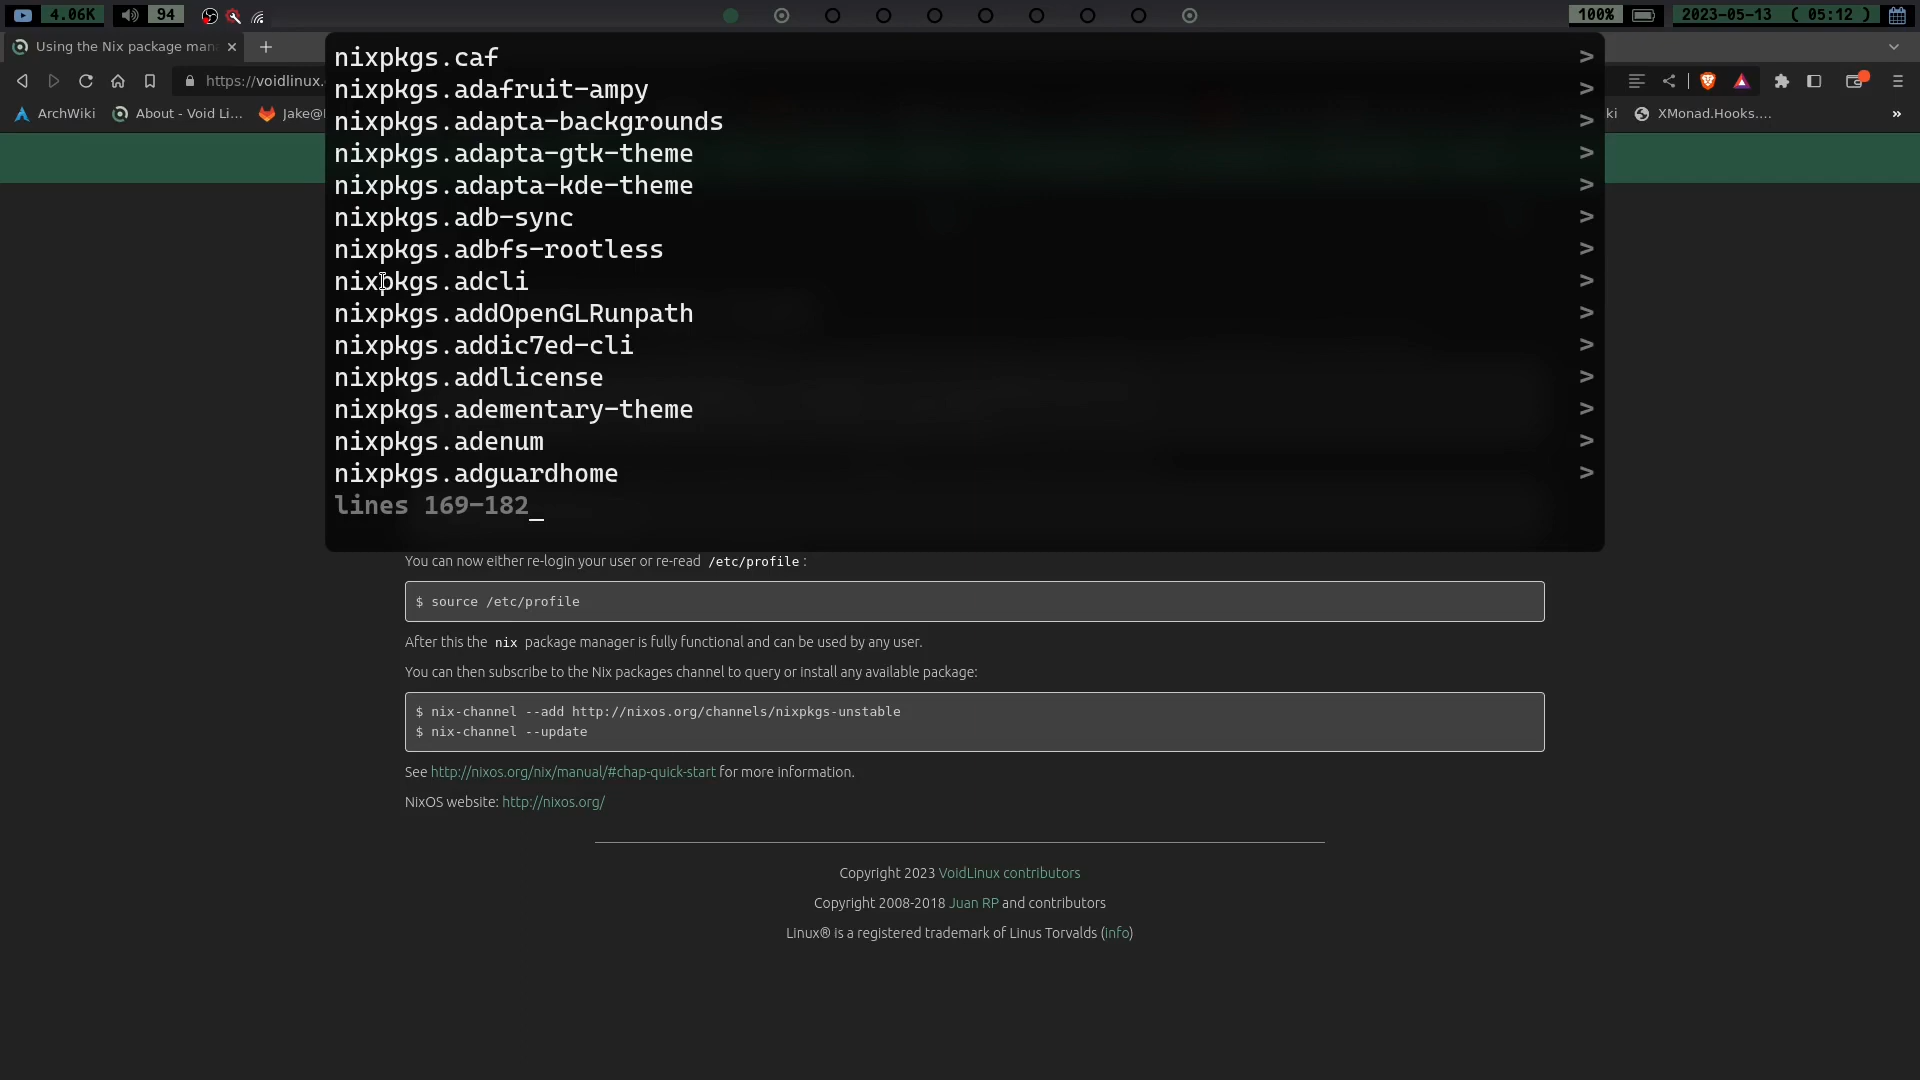 4.06K 94 100% 2023-05-13 ( 05:12 )
Using the Nix package man
https://voidlinux.
ArchWiki About - Void Li... Jake@ ki XMonad.Hooks.... »
nixpkgs.caf >
nixpkgs.adafruit-ampy >
nixpkgs.adapta-backgrounds >
nixpkgs.adapta-gtk-theme >
nixpkgs.adapta-kde-theme >
nixpkgs.adb-sync >
nixpkgs.adbfs-rootless >
nixpkgs.adcli >
nixpkgs.addOpenGLRunpath >
nixpkgs.addic7ed-cli >
nixpkgs.addlicense >
nixpkgs.adementary-theme >
nixpkgs.adenum >
nixpkgs.adguardhome >
lines 169-182_
You can now either re-login your user or re-read /etc/profile :
$ source /etc/profile
After this the nix package manager is fully functional and can be used by any user.
You can then subscribe to the Nix packages channel to query or install any available package:
$ nix-channel --add http://nixos.org/channels/nixpkgs-unstable
$ nix-channel --update
See http://nixos.org/nix/manual/#chap-quick-start for more information.
NixOS website: http://nixos.org/
Copyright 2023 VoidLinux contributors
Copyright 2008-2018 Juan RP and contributors
Linux® is a registered trademark of Linus Torvalds (info)